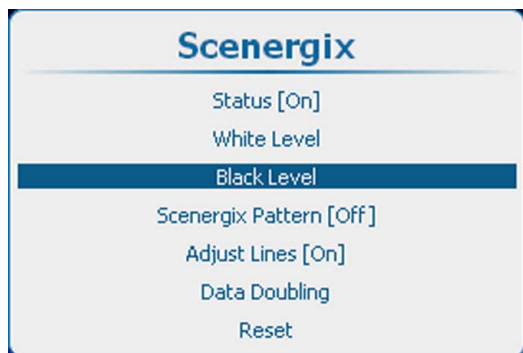 Scenergix
Status [On]
White Level
Black Level
Scenergix Pattern [Off]
Adjust Lines [On]
Data Doubling
Reset